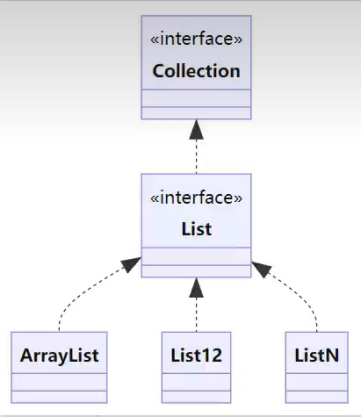 «interface»
Collection
«interface»
List
ArrayList
List12
ListN